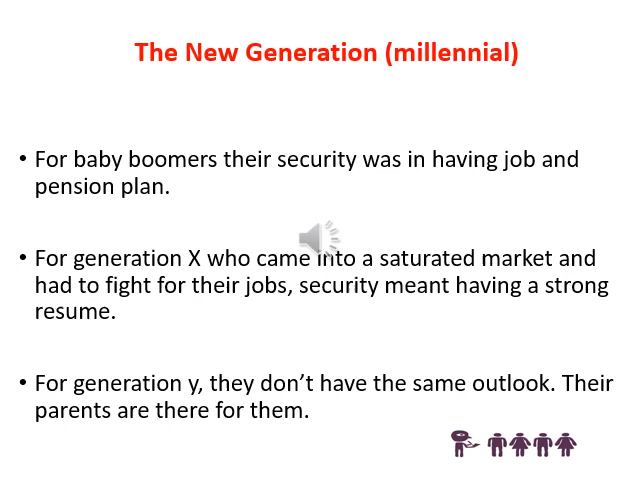 The New Generation (millennial)
• For baby boomers their security was in having job and
pension plan.
• For generation X who came into a saturated market and
had to fight for their jobs, security meant having a strong
resume.
• For generation y, they don’t have the same outlook. Their
parents are there for them.